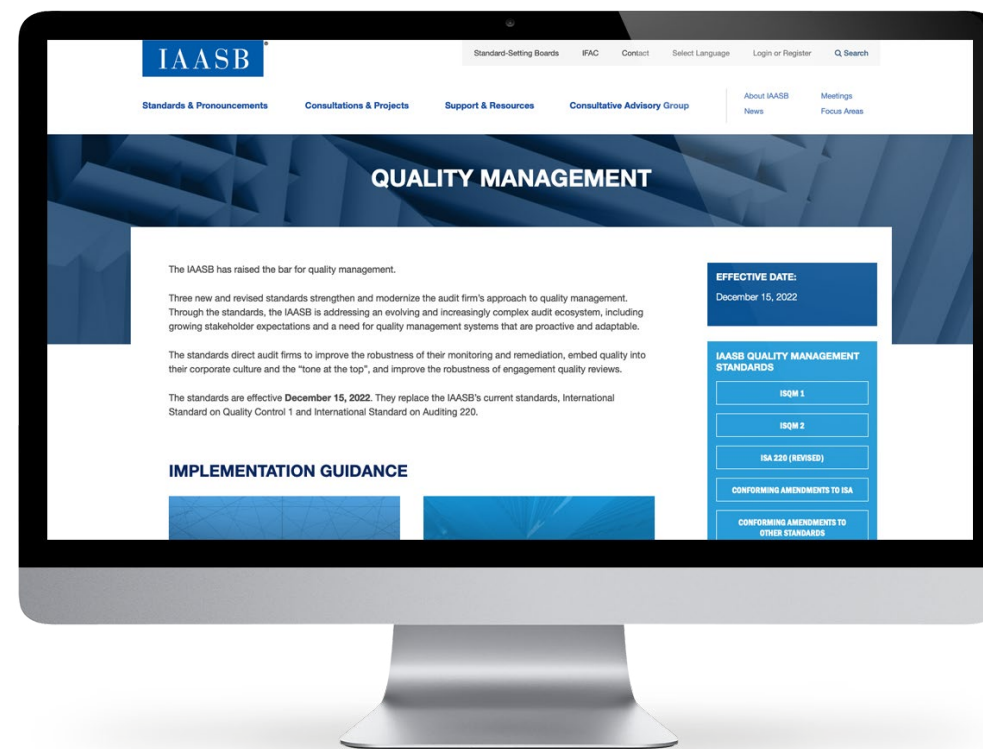 IAASB®
Standard-Setting Boards IFAC Contact Select Language Login or Register Search
Standards & Pronouncements Consultations & Projects Support & Resources Consultative Advisory Group
About IAASB Meetings
News Focus Areas
QUALITY MANAGEMENT
The IAASB has raised the bar for quality management.
Three new and revised standards strengthen and modernize the audit firm's approach to quality management.
Through the standards, the IAASB is addressing an evolving and increasingly complex audit ecosystem, including
growing stakeholder expectations and a need for quality management systems that are proactive and adaptable.
The standards direct audit firms to improve the robustness of their monitoring and remediation, embed quality into
their corporate culture and the “tone at the top”, and improve the robustness of engagement quality reviews.
The standards are effective December 15, 2022. They replace the IAASB's current standards, International
Standard on Quality Control 1 and International Standard on Auditing 220.
IMPLEMENTATION GUIDANCE
EFFECTIVE DATE:
December 15, 2022
IAASB QUALITY MANAGEMENT
STANDARDS
ISQM 1
ISQM 2
ISA 220 (REVISED)
CONFORMING AMENDMENTS TO ISA
CONFORMING AMENDMENTS TO
OTHER STANDARDS